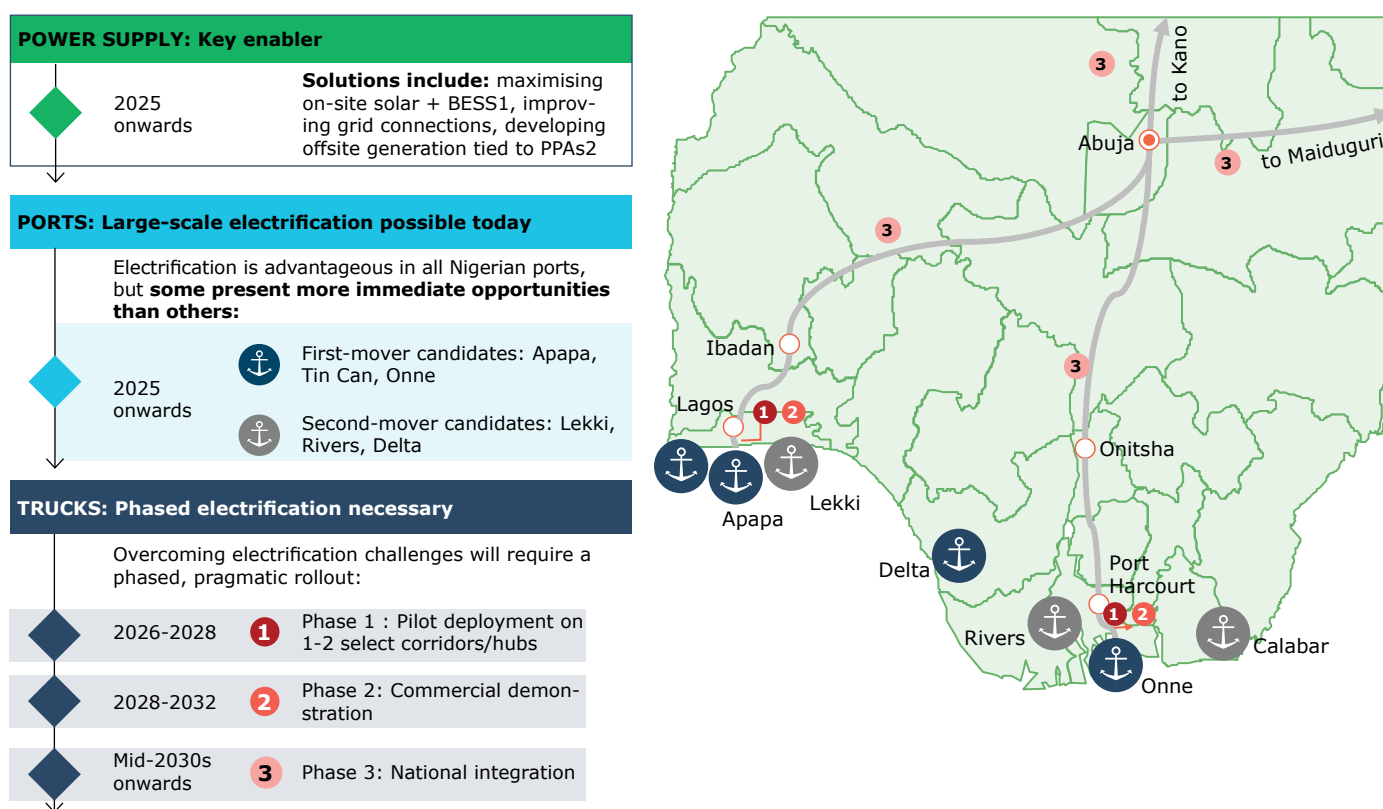 POWER SUPPLY: Key enabler
2025
onwards
Solutions include: maximising
on-site solar + BESS1, improv-
ing grid connections, developing
offsite generation tied to PPAs2
PORTS: Large-scale electrification possible today
Electrification is advantageous in all Nigerian ports,
but some present more immediate opportunities
than others:
2025
onwards
First-mover candidates: Apapa,
Tin Can, Onne
Second-mover candidates: Lekki,
Rivers, Delta
TRUCKS: Phased electrification necessary
Overcoming electrification challenges will require a
phased, pragmatic rollout:
2026-2028
1
Phase 1 : Pilot deployment on
1-2 select corridors/hubs
2028-2032
2
Phase 2: Commercial demon-
stration
Mid-2030s
onwards
3
Phase 3: National integration
to Kano
3
Abuja
3
to Maiduguri
3
Ibadan
3
Lagos
1
2
Onitsha
Apapa
Lekki
Delta
Port
Harcourt
1
2
Rivers
Calabar
Onne